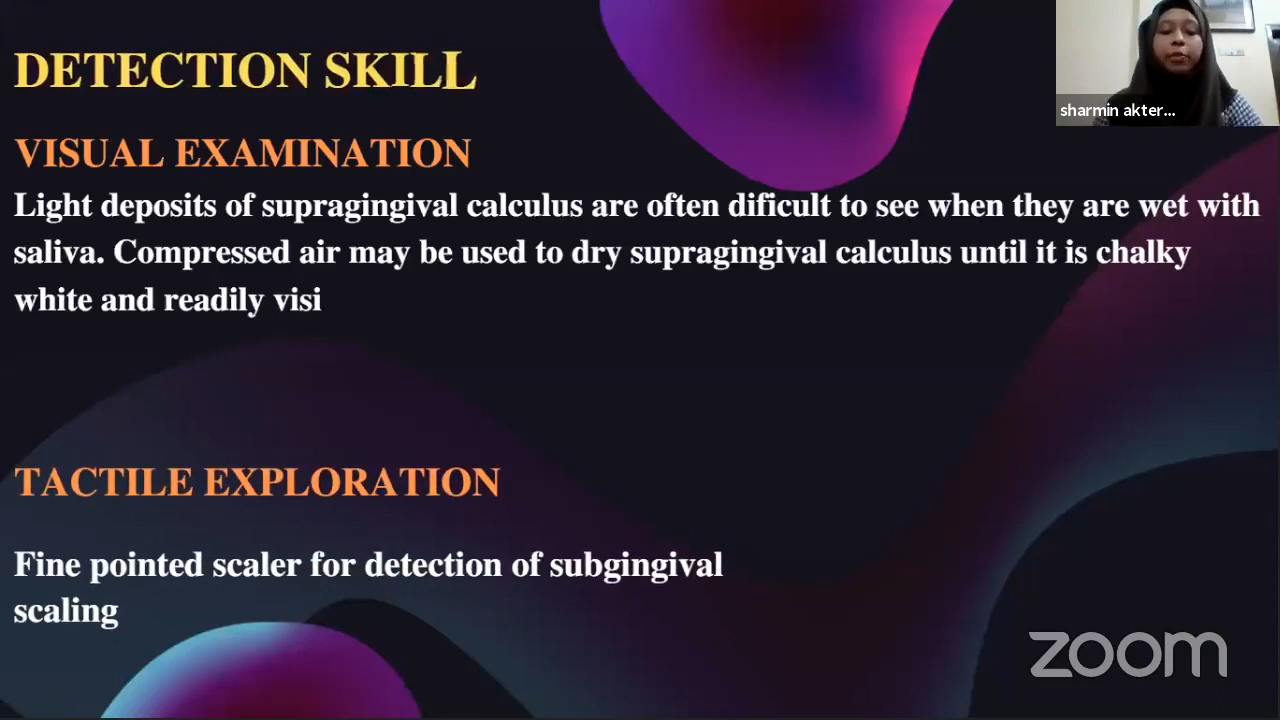 DETECTION SKILL
VISUAL EXAMINATION
Light deposits of supragingival calculus are often dificult to see when they are wet with
saliva. Compressed air may be used to dry supragingival calculus until it is chalky
white and readily visi
TACTILE EXPLORATION
Fine pointed scaler for detection of subgingival
scaling
sharmin akter...
zoom